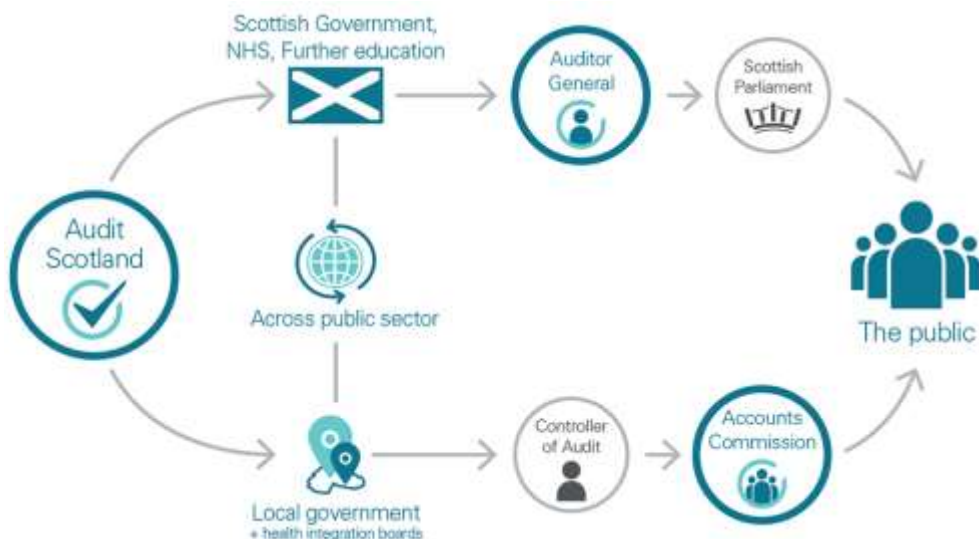 Scottish Government,
NHS, Further education
Auditor
General
Scottish
Parliament
Audit
Scotland
Across public sector
The public
Controller
of Audit
Accounts
Commission
Local government
+ health integration boards